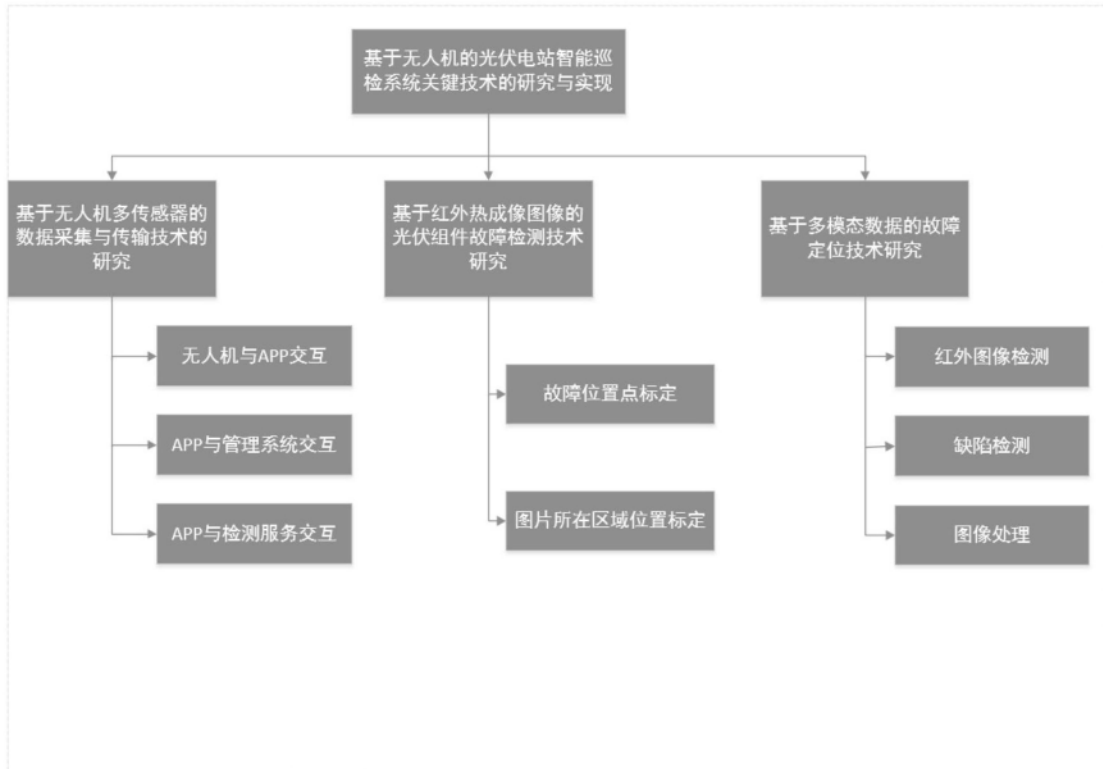 基于无人机的光伏电站智能巡
检系统关键技术的研究与实现
基于无人机多传感器的
数据采集与传输技术的
研究
基于红外热成像图像的
光伏组件故障检测技术
研究
基于多模态数据的故障
定位技术研究
无人机与APP交互
APP与管理系统交互
APP与检测服务交互
故障位置点标定
图片所在区域位置标定
红外图像检测
缺陷检测
图像处理